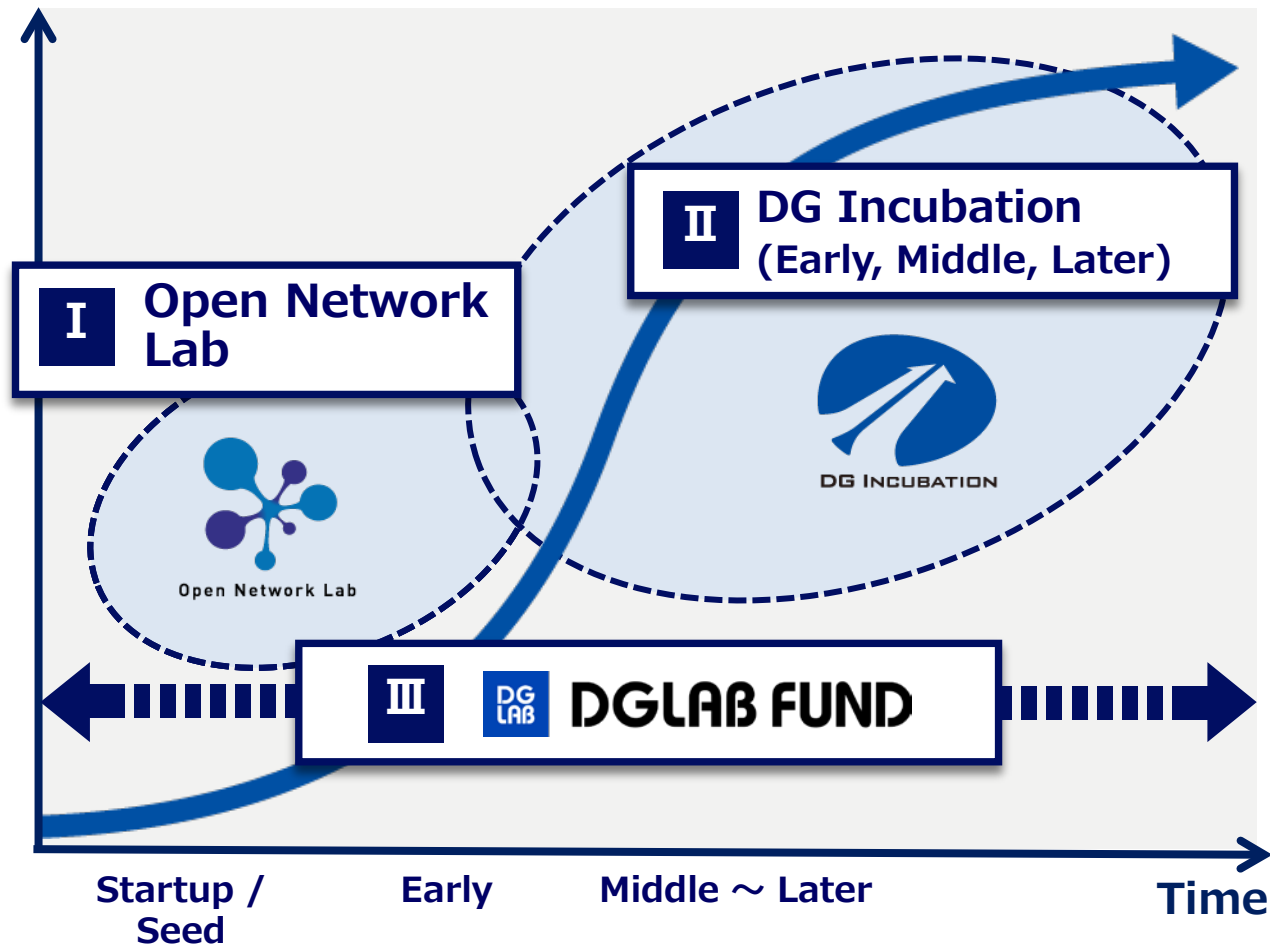 Ⅱ
DG Incubation
(Early, Middle, Later)
Ⅰ
Open Network
Lab
DG INCUBATION
Open Network Lab
Ⅲ
DG
LAB
DGLAB FUND
Startup /
Seed
Early
Middle ～ Later
Time